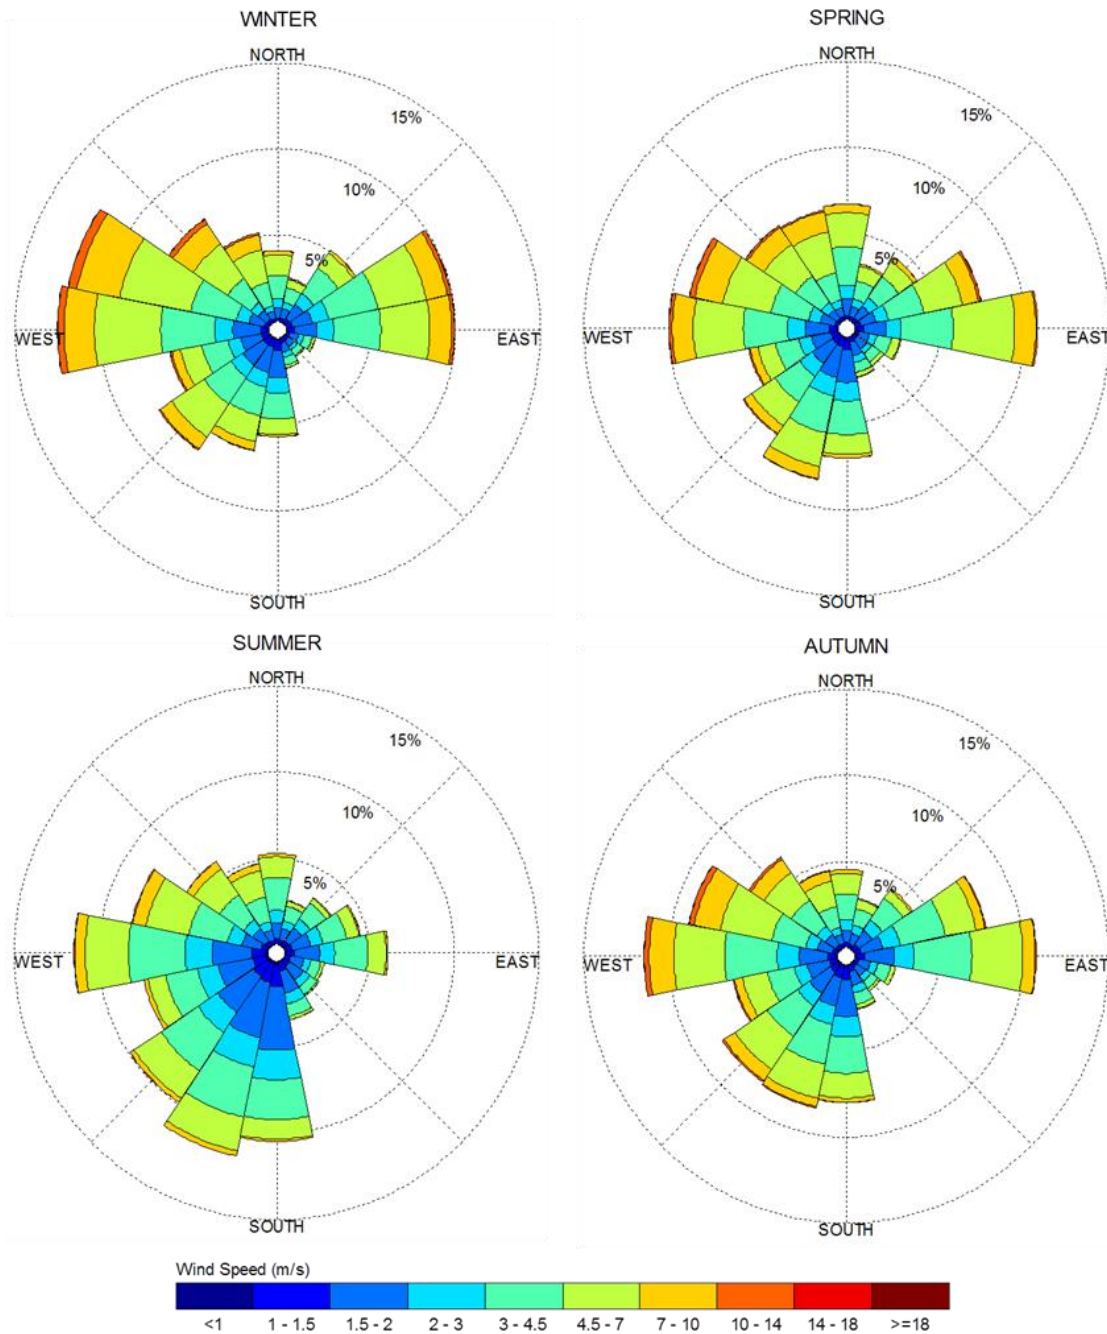 WINTER
NORTH
15%
10%
5%
WEST
EAST
SOUTH
SPRING
NORTH
15%
10%
5%
WEST
EAST
SOUTH
SUMMER
NORTH
15%
10%
5%
WEST
EAST
SOUTH
AUTUMN
NORTH
15%
10%
5%
WEST
EAST
SOUTH
Wind Speed (m/s)
<1 1 - 1.5 1.5 - 2 2 - 3 3 - 4.5 4.5 - 7 7 - 10 10 - 14 14 - 18 >=18